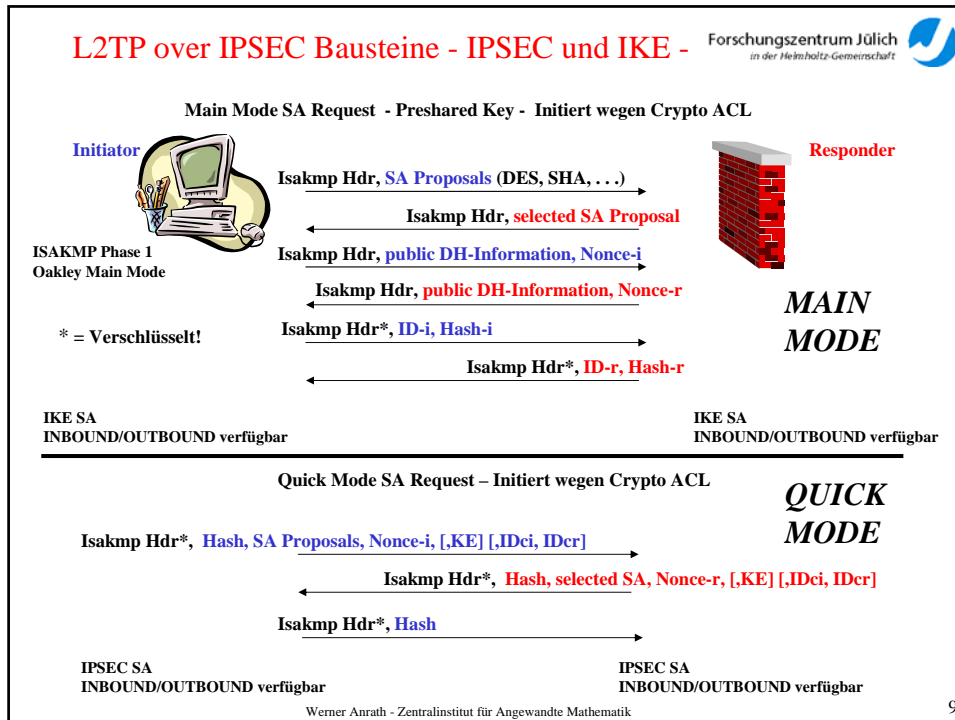 L2TP over IPSEC Bausteine - IPSEC und IKE -
Forschungszentrum Jülich
in der Helmholtz-Gemeinschaft
Main Mode SA Request - Preshared Key - Initiert wegen Crypto ACL
Initiator
Responder
Isakmp Hdr, SA Proposals (DES, SHA, . . .)
Isakmp Hdr, selected SA Proposal
ISAKMP Phase 1
Oakley Main Mode
Isakmp Hdr, public DH-Information, Nonce-i
Isakmp Hdr, public DH-Information, Nonce-r
MAIN
MODE
* = Verschlüsselt!
Isakmp Hdr*, ID-i, Hash-i
Isakmp Hdr*, ID-r, Hash-r
IKE SA
INBOUND/OUTBOUND verfügbar
IKE SA
INBOUND/OUTBOUND verfügbar
Quick Mode SA Request – Initiert wegen Crypto ACL
QUICK
MODE
Isakmp Hdr*, Hash, SA Proposals, Nonce-i, [,KE] [,IDci, IDcr]
Isakmp Hdr*, Hash, selected SA, Nonce-r, [,KE] [,IDci, IDcr]
Isakmp Hdr*, Hash
IPSEC SA
INBOUND/OUTBOUND verfügbar
IPSEC SA
INBOUND/OUTBOUND verfügbar
Werner Anrath - Zentralinstitut für Angewandte Mathematik
9